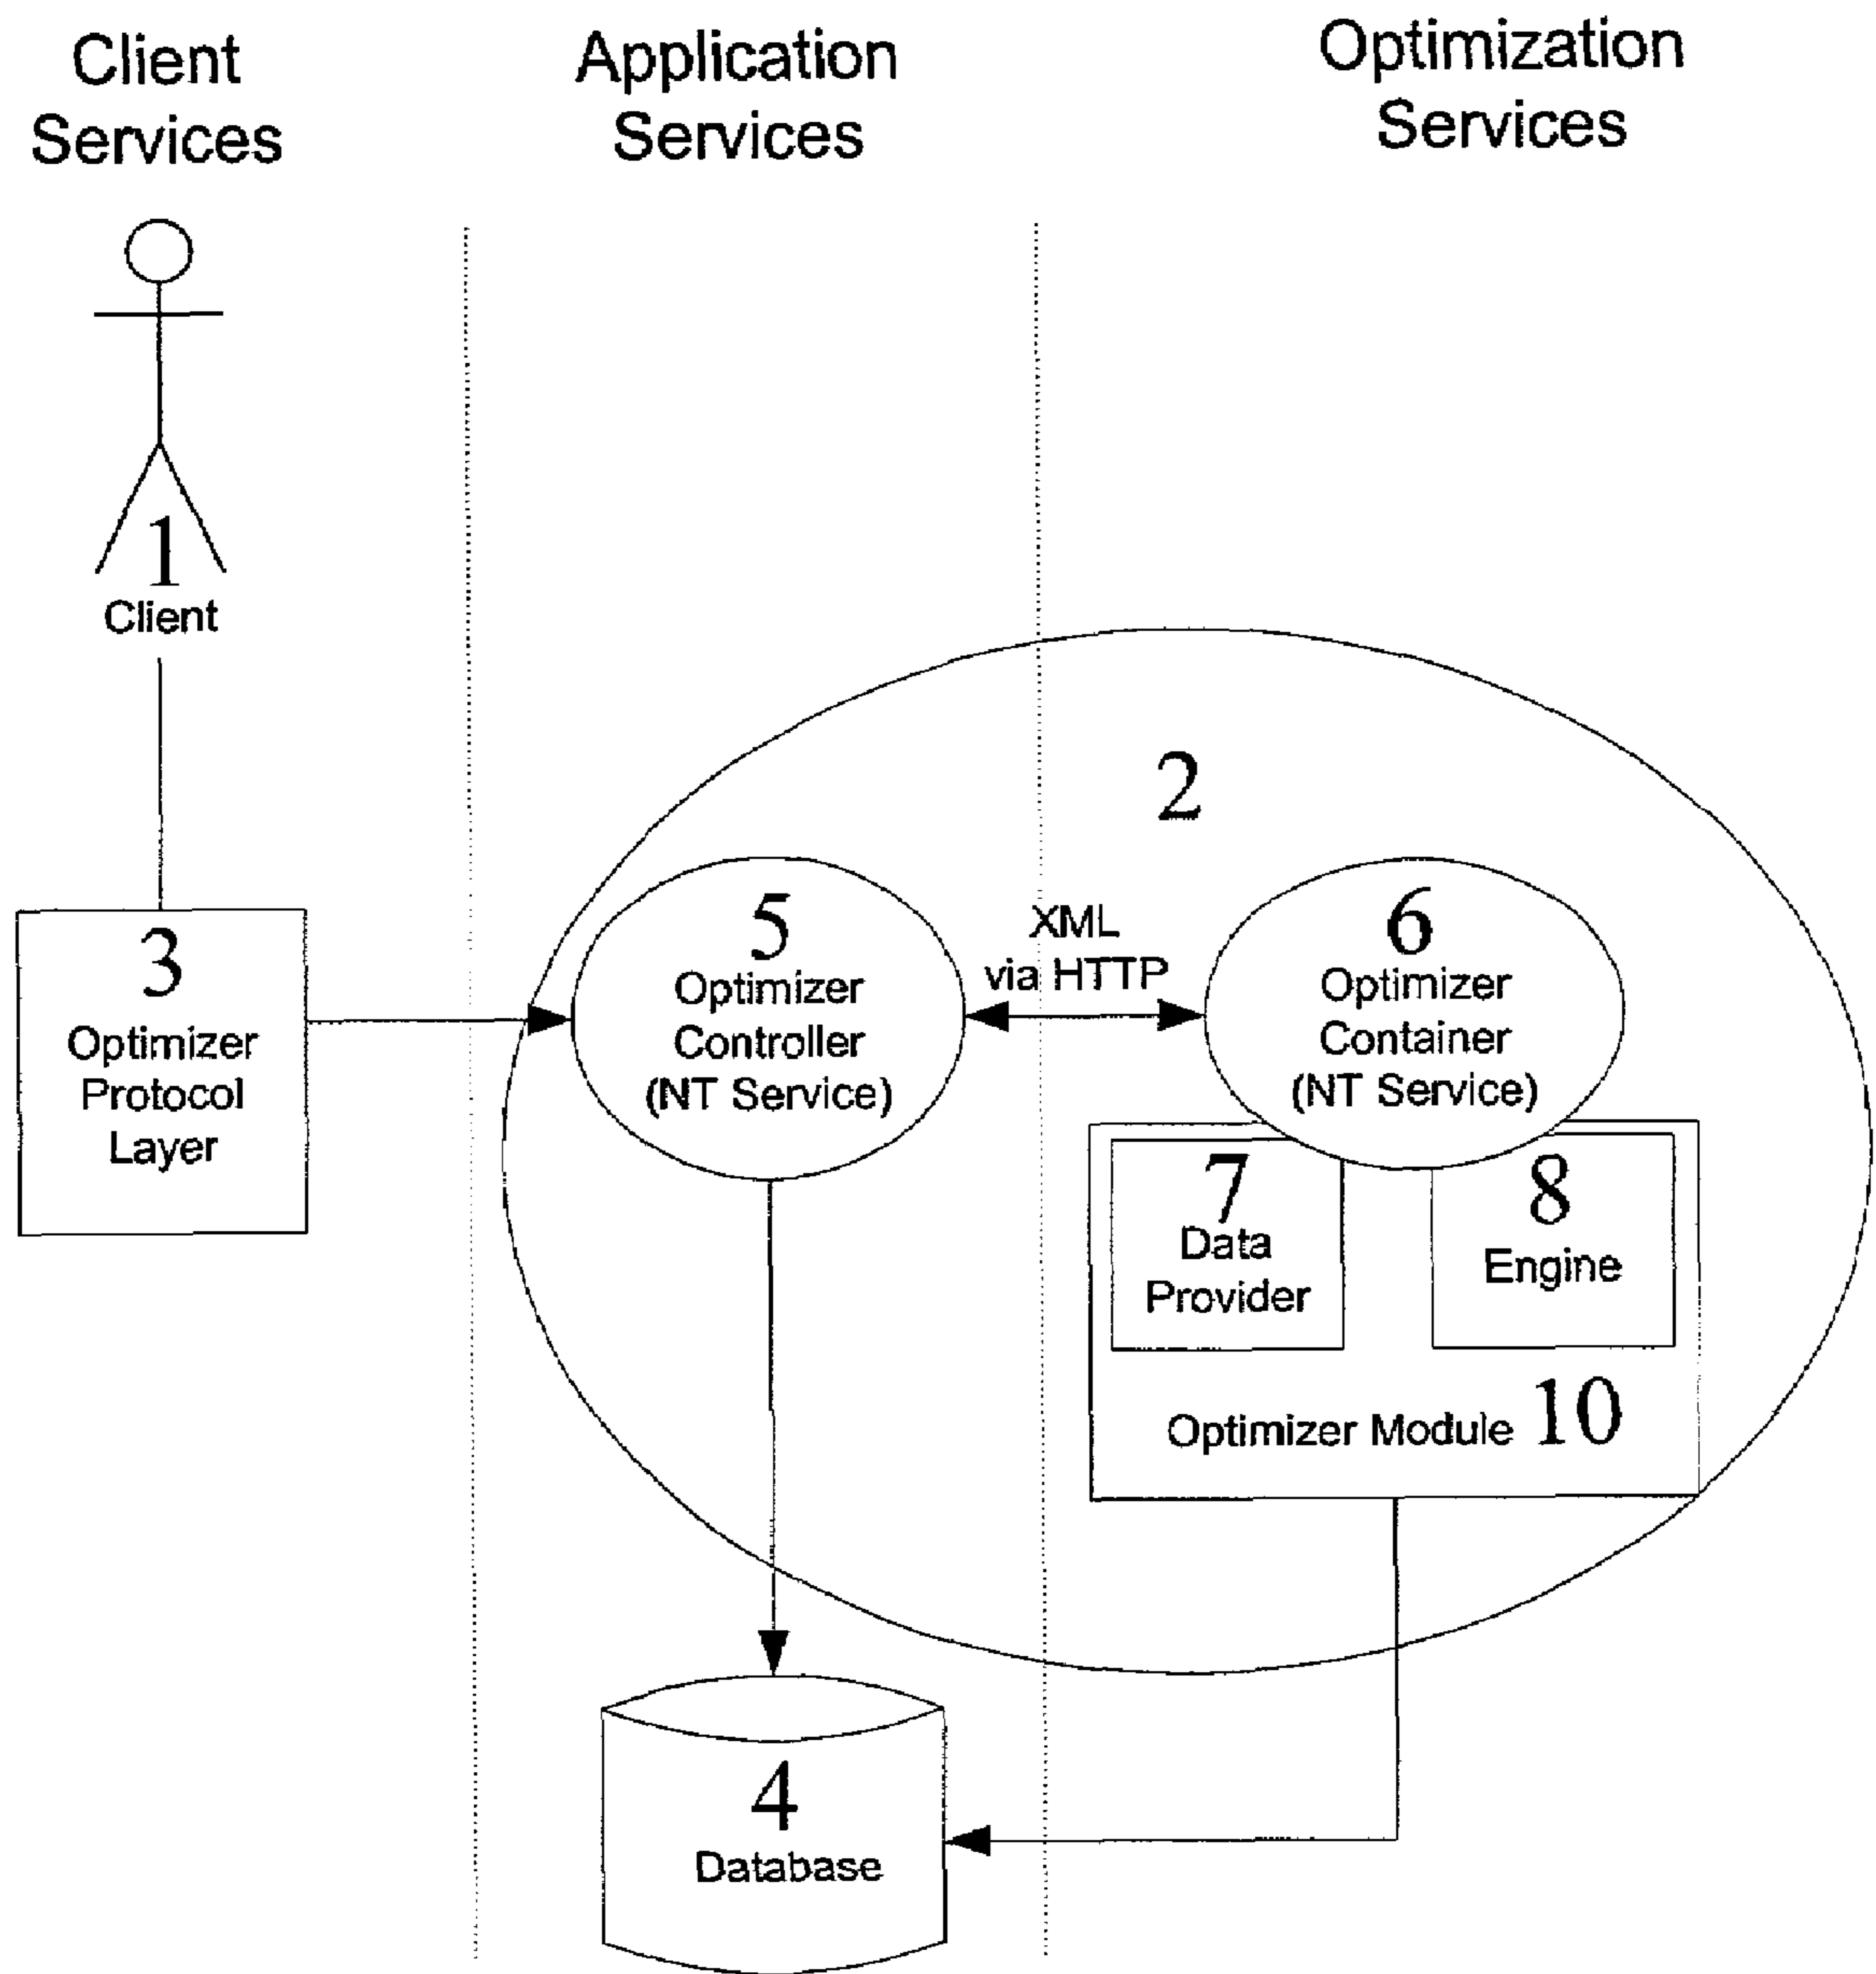 Client
Services
Application
Services
Optimization
Services
1
Client
2
3
Optimizer
Protocol
Layer
5
Optimizer
Controller
(NT Service)
XML
via HTTP
6
Optimizer
Container
(NT Service)
7
Data
Provider
8
Engine
Optimizer Module 10
4
Database